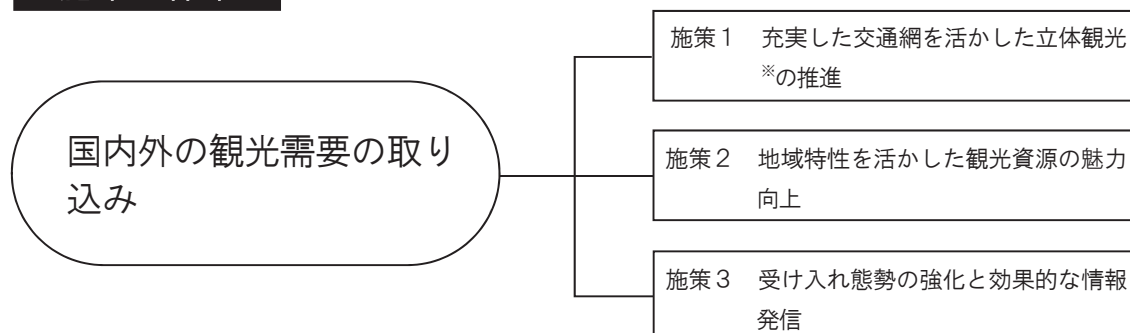 国内外の観光需要の取り
込み
施策1　充実した交通網を活かした立体観光
※の推進
施策2　地域特性を活かした観光資源の魅力
向上
施策3　受け入れ態勢の強化と効果的な情報
発信